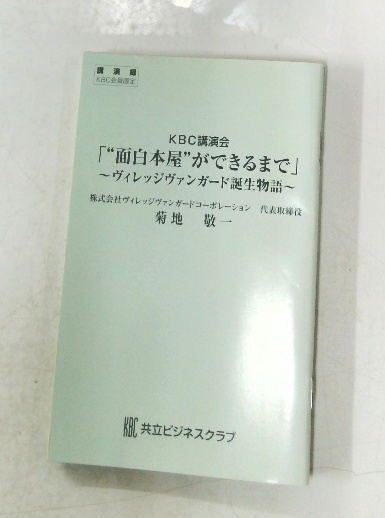 講演録
KBC会員限定
KBC講演会
「“面白本屋”ができるまで」
～ヴィレッジヴァンガード誕生物語～
株式会社ヴィレッジヴァンガードコーポレーション 代表取締役
菊地 敬一
KBC 共立ビジネスクラブ